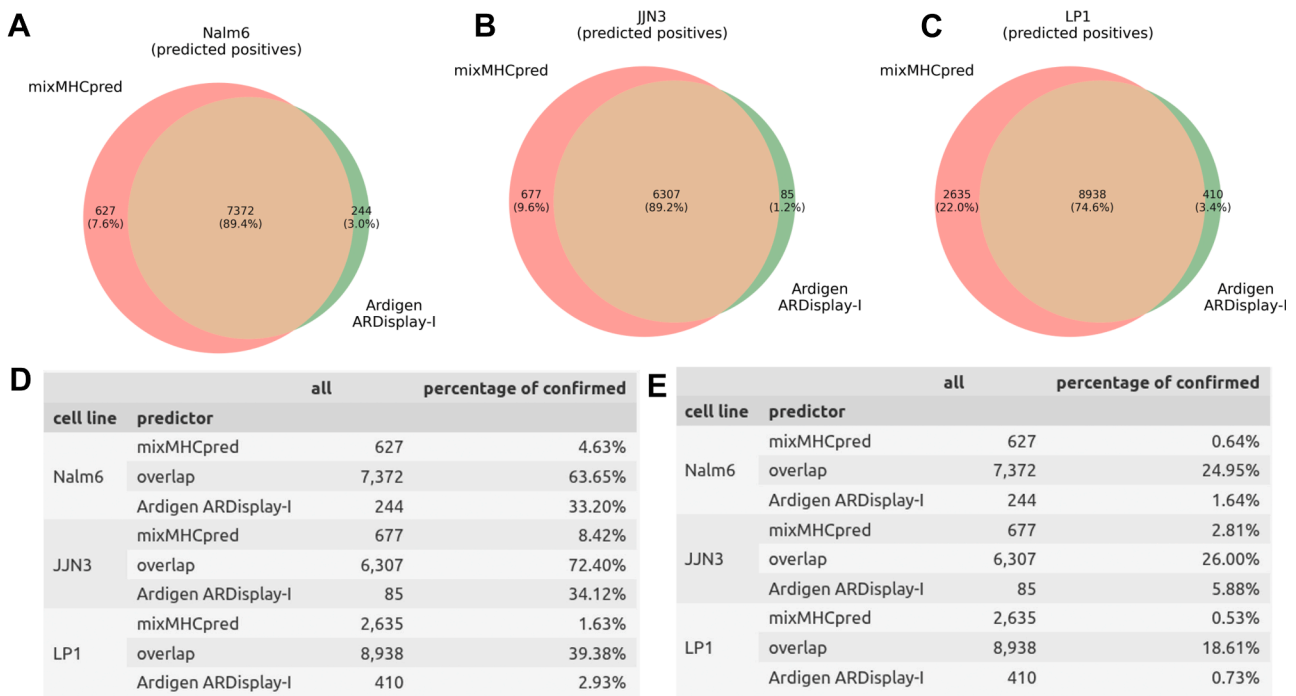 A
Nalm6
(predicted positives)
mixMHCpred
627
(7.6%)
7372
(89.4%)
244
(3.0%)
Ardigen
ARDisplay-I
B
JJN3
(predicted positives)
mixMHCpred
677
(9.6%)
6307
(89.2%)
85
(1.2%)
Ardigen
ARDisplay-I
C
LP1
(predicted positives)
mixMHCpred
2635
(22.0%)
8938
(74.6%)
410
(3.4%)
Ardigen
ARDisplay-I
D
all percentage of confirmed
cell line predictor
Nalm6
mixMHCpred 627 4.63%
overlap 7,372 63.65%
Ardigen ARDisplay-I 244 33.20%
JJN3
mixMHCpred 677 8.42%
overlap 6,307 72.40%
Ardigen ARDisplay-I 85 34.12%
LP1
mixMHCpred 2,635 1.63%
overlap 8,938 39.38%
Ardigen ARDisplay-I 410 2.93%
E
all percentage of confirmed
cell line predictor
Nalm6
mixMHCpred 627 0.64%
overlap 7,372 24.95%
Ardigen ARDisplay-I 244 1.64%
JJN3
mixMHCpred 677 2.81%
overlap 6,307 26.00%
Ardigen ARDisplay-I 85 5.88%
LP1
mixMHCpred 2,635 0.53%
overlap 8,938 18.61%
Ardigen ARDisplay-I 410 0.73%